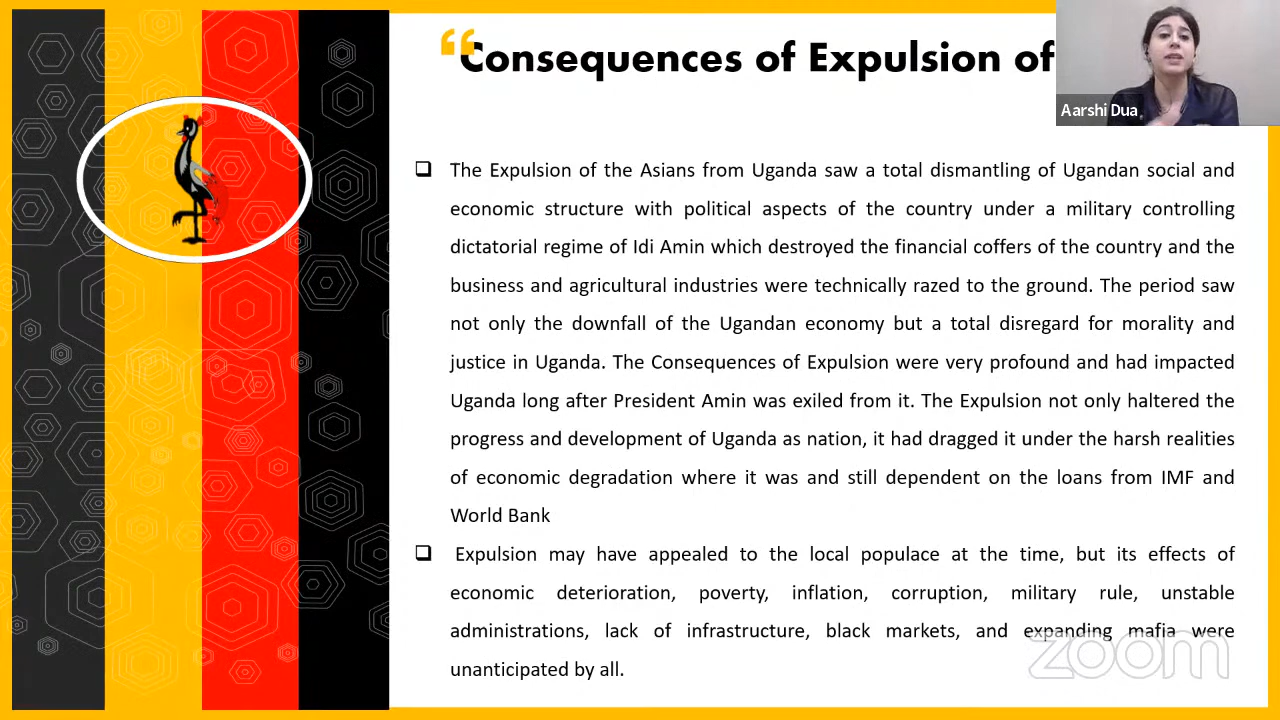 “Consequences of Expulsion of
Aarshi Dua
❑ The Expulsion of the Asians from Uganda saw a total dismantling of Ugandan social and
economic structure with political aspects of the country under a military controlling
dictatorial regime of Idi Amin which destroyed the financial coffers of the country and the
business and agricultural industries were technically razed to the ground. The period saw
not only the downfall of the Ugandan economy but a total disregard for morality and
justice in Uganda. The Consequences of Expulsion were very profound and had impacted
Uganda long after President Amin was exiled from it. The Expulsion not only haltered the
progress and development of Uganda as nation, it had dragged it under the harsh realities
of economic degradation where it was and still dependent on the loans from IMF and
World Bank
❑ Expulsion may have appealed to the local populace at the time, but its effects of
economic deterioration, poverty, inflation, corruption, military rule, unstable
administrations, lack of infrastructure, black markets, and expanding mafia were
unanticipated by all.
zoom